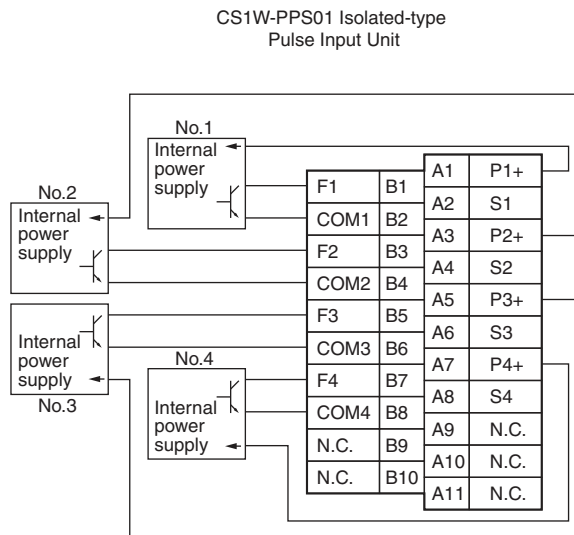 CS1W-PPS01 Isolated-type
Pulse Input Unit
No.1
Internal
power
supply
No.2
Internal
power
supply
Internal
power
supply
No.3
No.4
Internal
power
supply
F1 B1
COM1 B2
F2 B3
COM2 B4
F3 B5
COM3 B6
F4 B7
COM4 B8
N.C. B9
N.C. B10
A1 P1+
A2 S1
A3 P2+
A4 S2
A5 P3+
A6 S3
A7 P4+
A8 S4
A9 N.C.
A10 N.C.
A11 N.C.